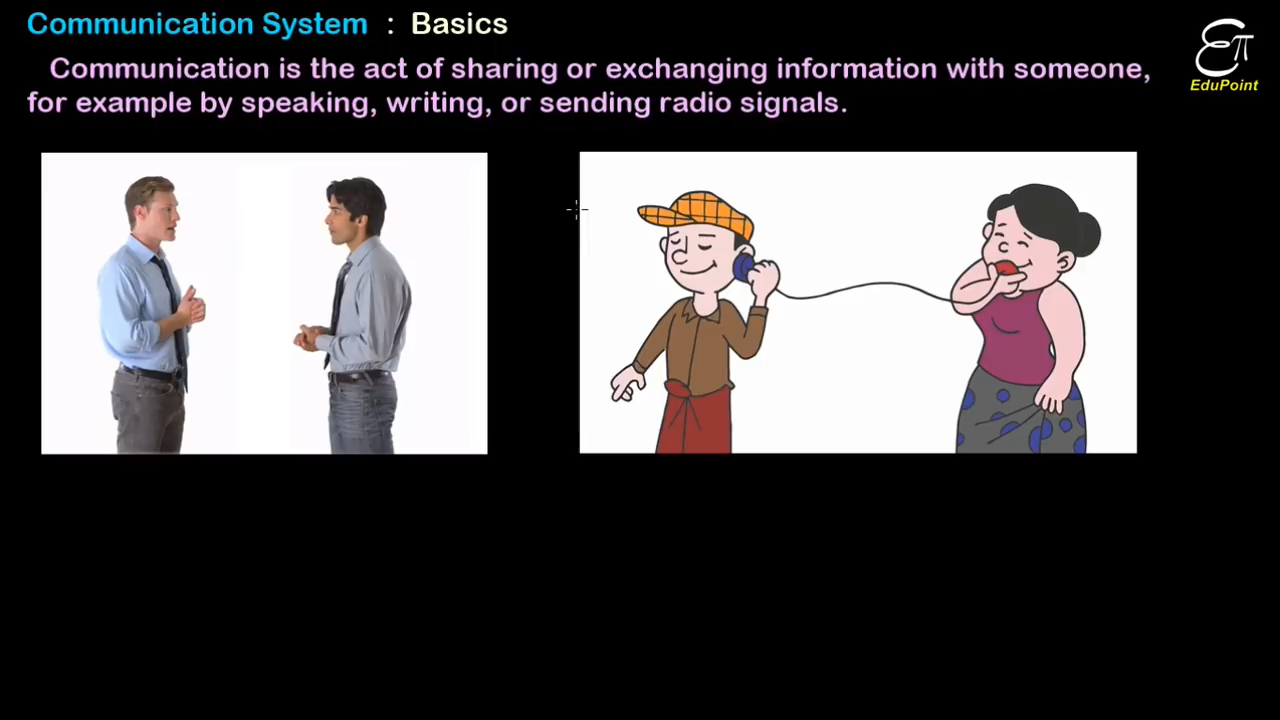 Communication System : Basics
Communication is the act of sharing or exchanging information with someone,
for example by speaking, writing, or sending radio signals.
επ
EduPoint